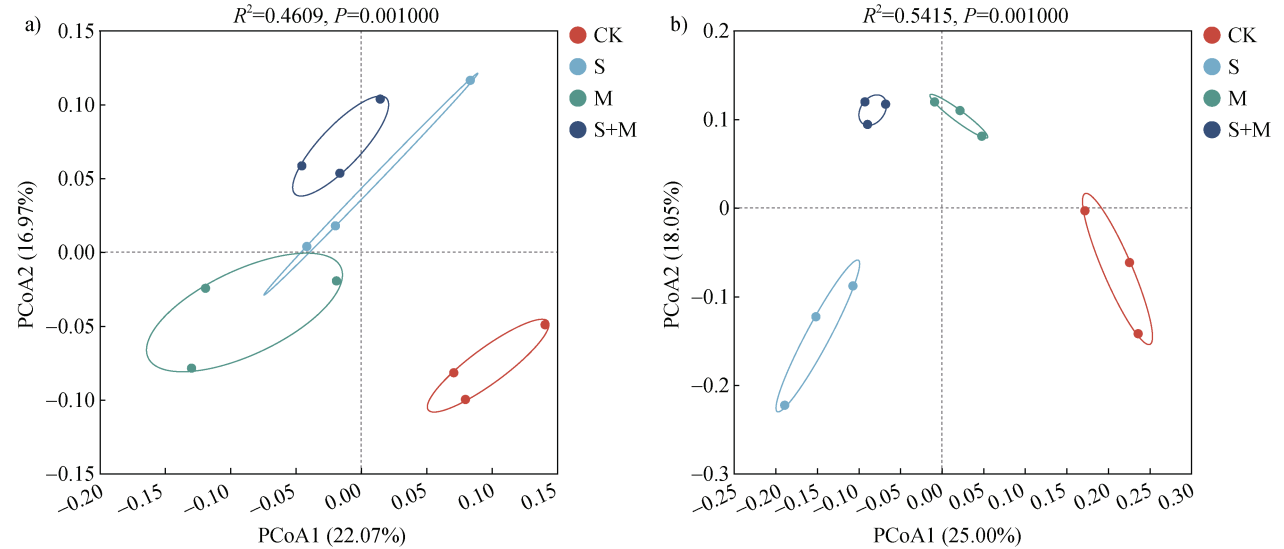 a)
R²=0.4609, P=0.001000
0.15
0.10
0.05
0.00
−0.05
−0.10
−0.15
PCoA2 (16.97%)
−0.20 −0.15 −0.10 −0.05 0.00 0.05 0.10 0.15
PCoA1 (22.07%)
CK
S
M
S+M
b)
R²=0.5415, P=0.001000
0.2
0.1
0
−0.1
−0.2
−0.3
PCoA2 (18.05%)
−0.25 −0.20 −0.15 −0.10 −0.05 0.00 0.05 0.10 0.15 0.20 0.25 0.30
PCoA1 (25.00%)
CK
S
M
S+M